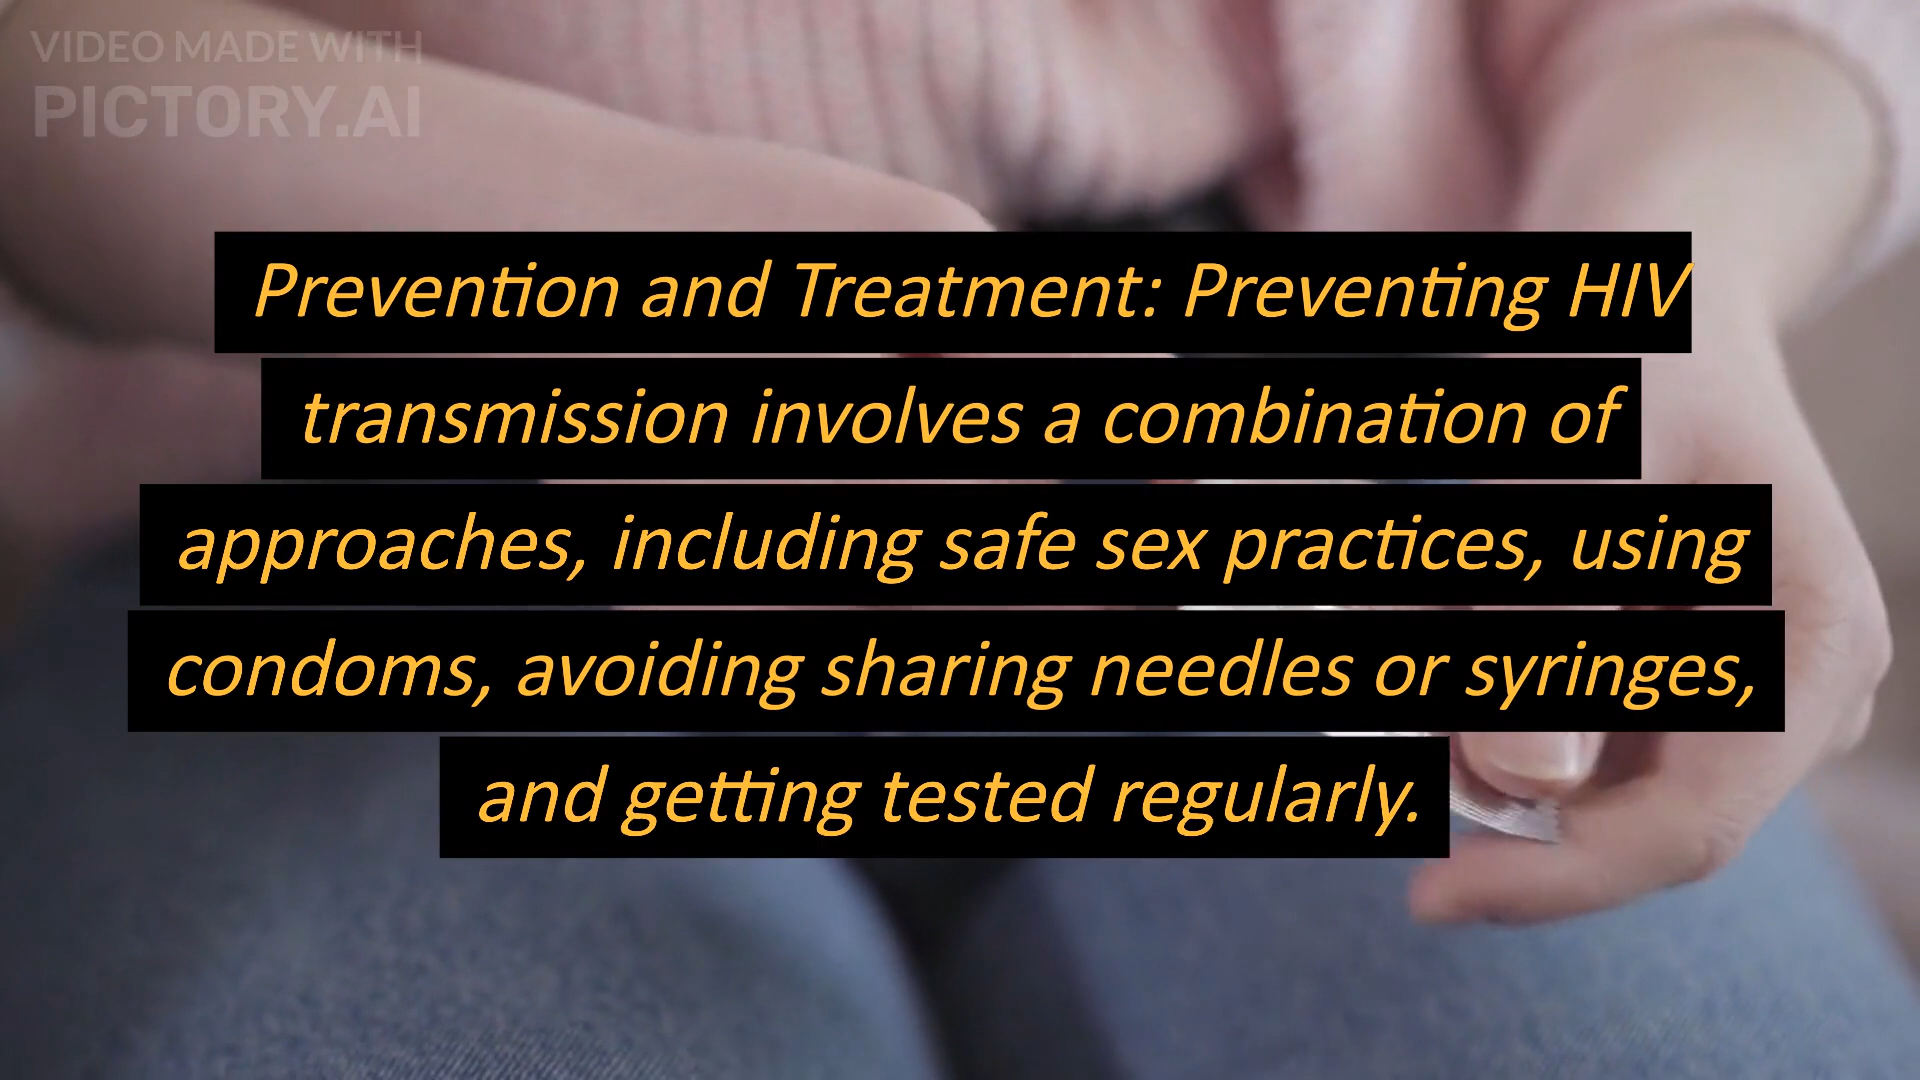 VIDEO MADE WITH
PICTORY.AI
Prevention and Treatment: Preventing HIV
transmission involves a combination of
approaches, including safe sex practices, using
condoms, avoiding sharing needles or syringes,
and getting tested regularly.